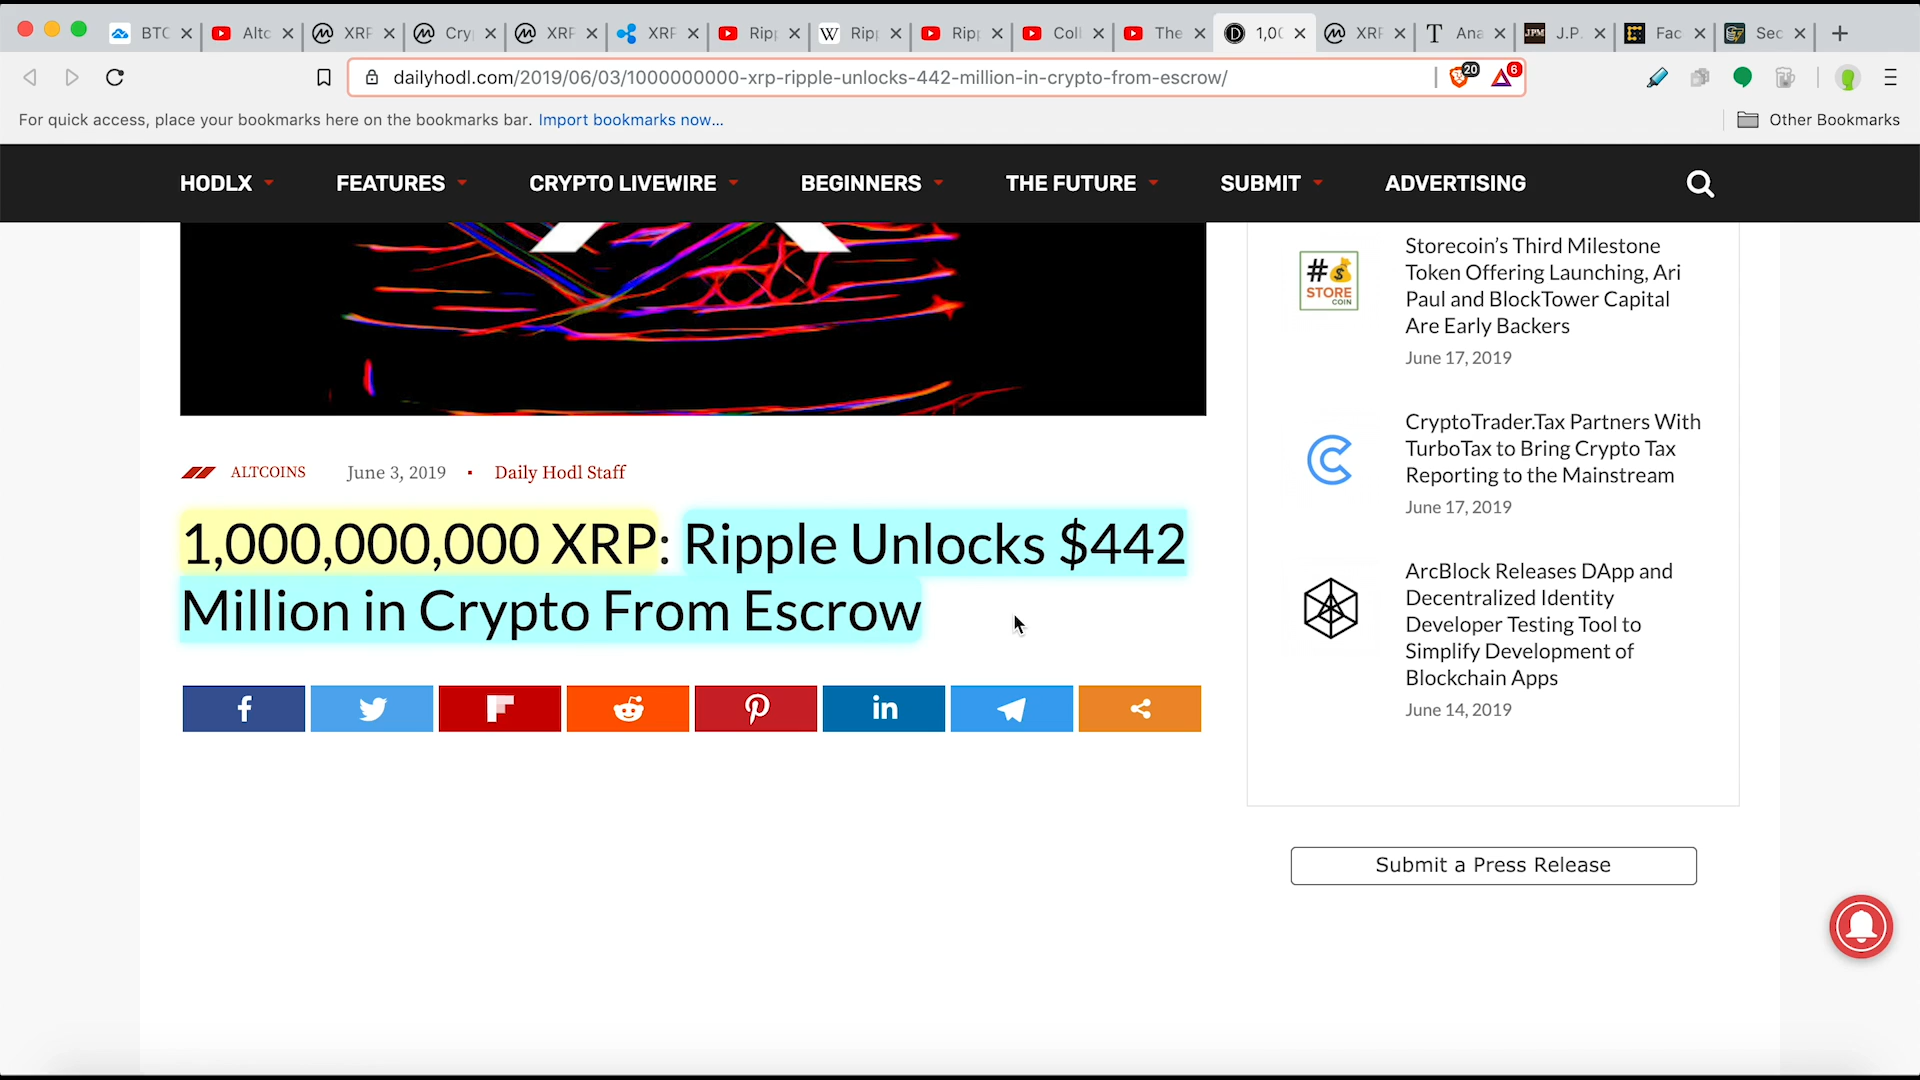 BTC
Altc
XRF
Cry
XRF
XRF
Rip
W
Rip
Rip
Coll
The
D
1,00
XRF
T
Ana
JPM
J.P.
Fac
Sec
dailyhodl.com/2019/06/03/1000000000-xrp-ripple-unlocks-442-million-in-crypto-from-escrow/
20
6
For quick access, place your bookmarks here on the bookmarks bar. Import bookmarks now...
Other Bookmarks
HODLX
FEATURES
CRYPTO LIVEWIRE
BEGINNERS
THE FUTURE
SUBMIT
ADVERTISING
ALTCOINS
June 3, 2019
Daily Hodl Staff
1,000,000,000 XRP: Ripple Unlocks $442
Million in Crypto From Escrow
#
STORE
COIN
Storecoin’s Third Milestone
Token Offering Launching, Ari
Paul and BlockTower Capital
Are Early Backers
June 17, 2019
CryptoTrader.Tax Partners With
TurboTax to Bring Crypto Tax
Reporting to the Mainstream
June 17, 2019
ArcBlock Releases DApp and
Decentralized Identity
Developer Testing Tool to
Simplify Development of
Blockchain Apps
June 14, 2019
Submit a Press Release